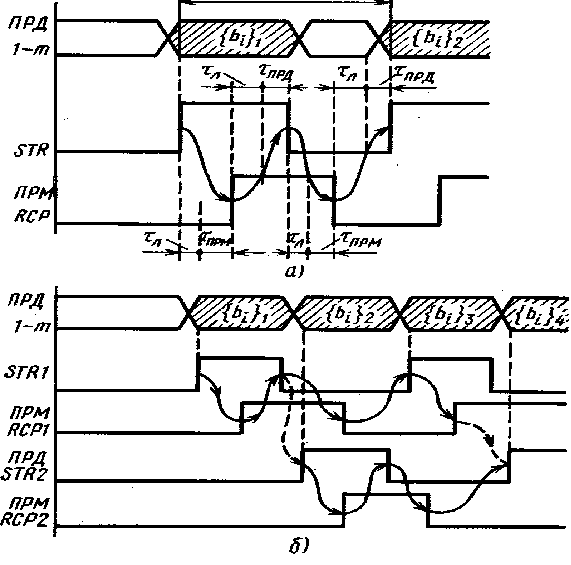 ПРД {bᵢ}₁ {bᵢ}₂
1-m
τл τПРД τл τПРД
STR
ПРМ
RCP
τл τПРМ τл τПРМ
а)
ПРД {bᵢ}₁ {bᵢ}₂ {bᵢ}₃ {bᵢ}₄
1-m
STR1
ПРМ
RCP1
ПРД
STR2
ПРМ
RCP2
б)